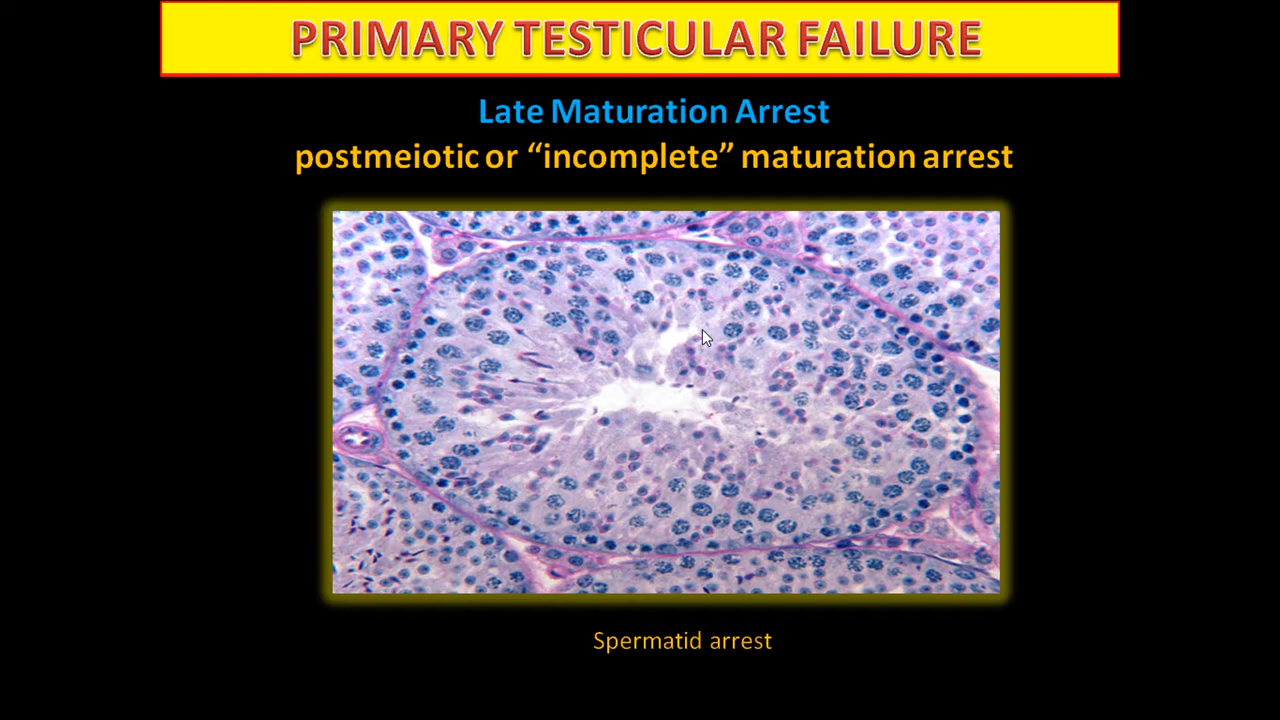 PRIMARY TESTICULAR FAILURE
Late Maturation Arrest
postmeiotic or “incomplete” maturation arrest
Spermatid arrest